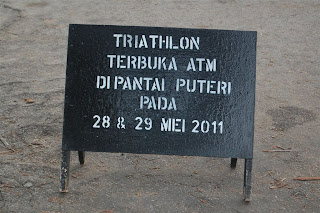 TRIATHLON
TERBUKA ATM
DI PANTAI PUTERI
PADA
28 & 29 MEI 2011